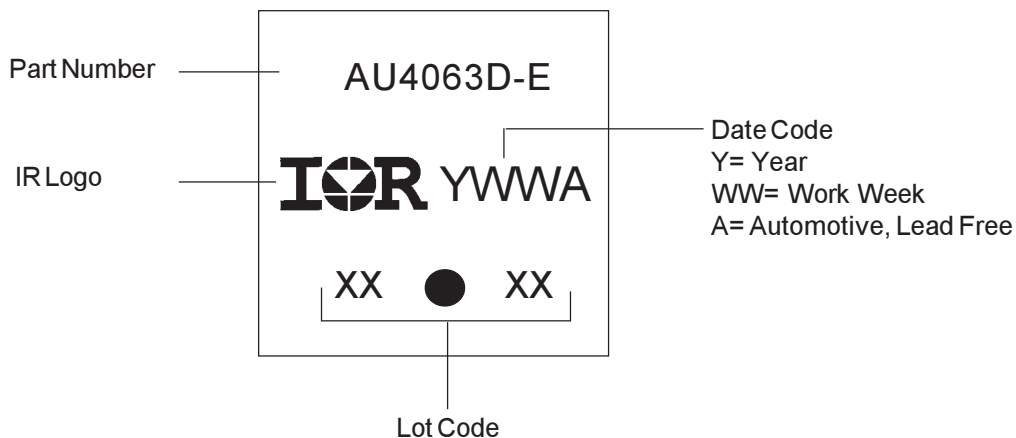 Part Number
AU4063D-E
IR Logo
IOR YWWA
Date Code
Y= Year
WW= Work Week
A= Automotive, Lead Free
XX XX
Lot Code